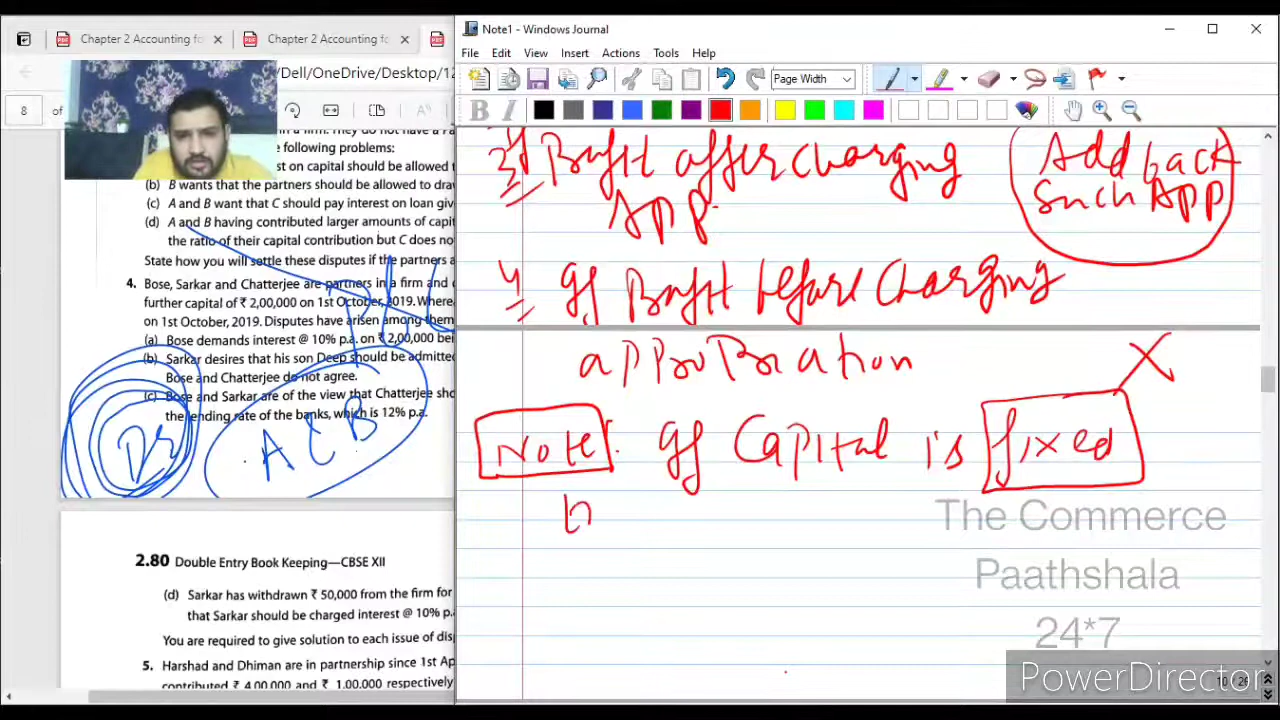 Chapter 2 Accounting fo
Chapter 2 Accounting fo
/Dell/OneDrive/Desktop/12
8 of
following problems:
st on capital should be allowed t
(b) B wants that the partners should be allowed to dra
(c) A and B want that C should pay interest on loan giv
(d) A and B having contributed larger amounts of capit
the ratio of their capital contribution but C does no
State how you will settle these disputes if the partners a
4. Bose, Sarkar and Chatterjee are partners in a firm and
further capital of ₹ 2,00,000 on 1st October, 2019. Where
on 1st October, 2019. Disputes have arisen among them
(a) Bose demands interest @ 10% p.a. on ₹ 2,00,000 bei
(b) Sarkar desires that his son Deep should be admitte
Bose and Chatterjee do not agree.
(c) Bose and Sarkar are of the view that Chatterjee sho
the lending rate of the banks, which is 12% p.a.
Dr
A C B
2.80 Double Entry Book Keeping—CBSE XII
(d) Sarkar has withdrawn ₹ 50,000 from the firm for
that Sarkar should be charged interest @ 10% p.a.
You are required to give solution to each issue of disp
5. Harshad and Dhiman are in partnership since 1st Ap
contributed ₹ 4,00,000 and ₹ 1,00,000 respectively
Note1 - Windows Journal
File Edit View Insert Actions Tools Help
Page Width
B I
3 If Profit after charging
App.
Add back
Such App
4 If Profit before Charging
appropriation X
Note: If Capital is fixed
The Commerce
Paathshala
24*7
10 / 26
PowerDirector